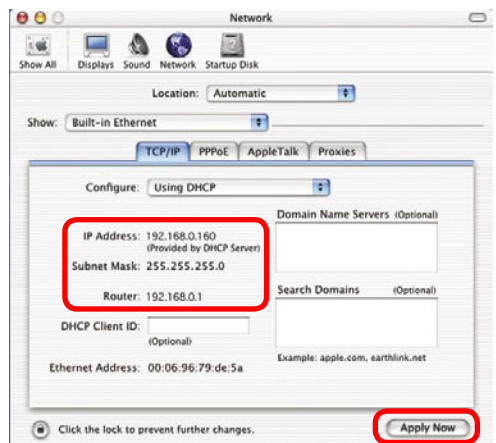 Network
Show All
Displays
Sound
Network
Startup Disk
Location: Automatic
Show: Built-in Ethernet
TCP/IP
PPPoE
AppleTalk
Proxies
Configure: Using DHCP
Domain Name Servers (Optional)
IP Address: 192.168.0.160
(Provided by DHCP Server)
Subnet Mask: 255.255.255.0
Router: 192.168.0.1
Search Domains (Optional)
DHCP Client ID:
(Optional)
Example: apple.com, earthlink.net
Ethernet Address: 00:06:96:79:de:5a
Click the lock to prevent further changes.
Apply Now